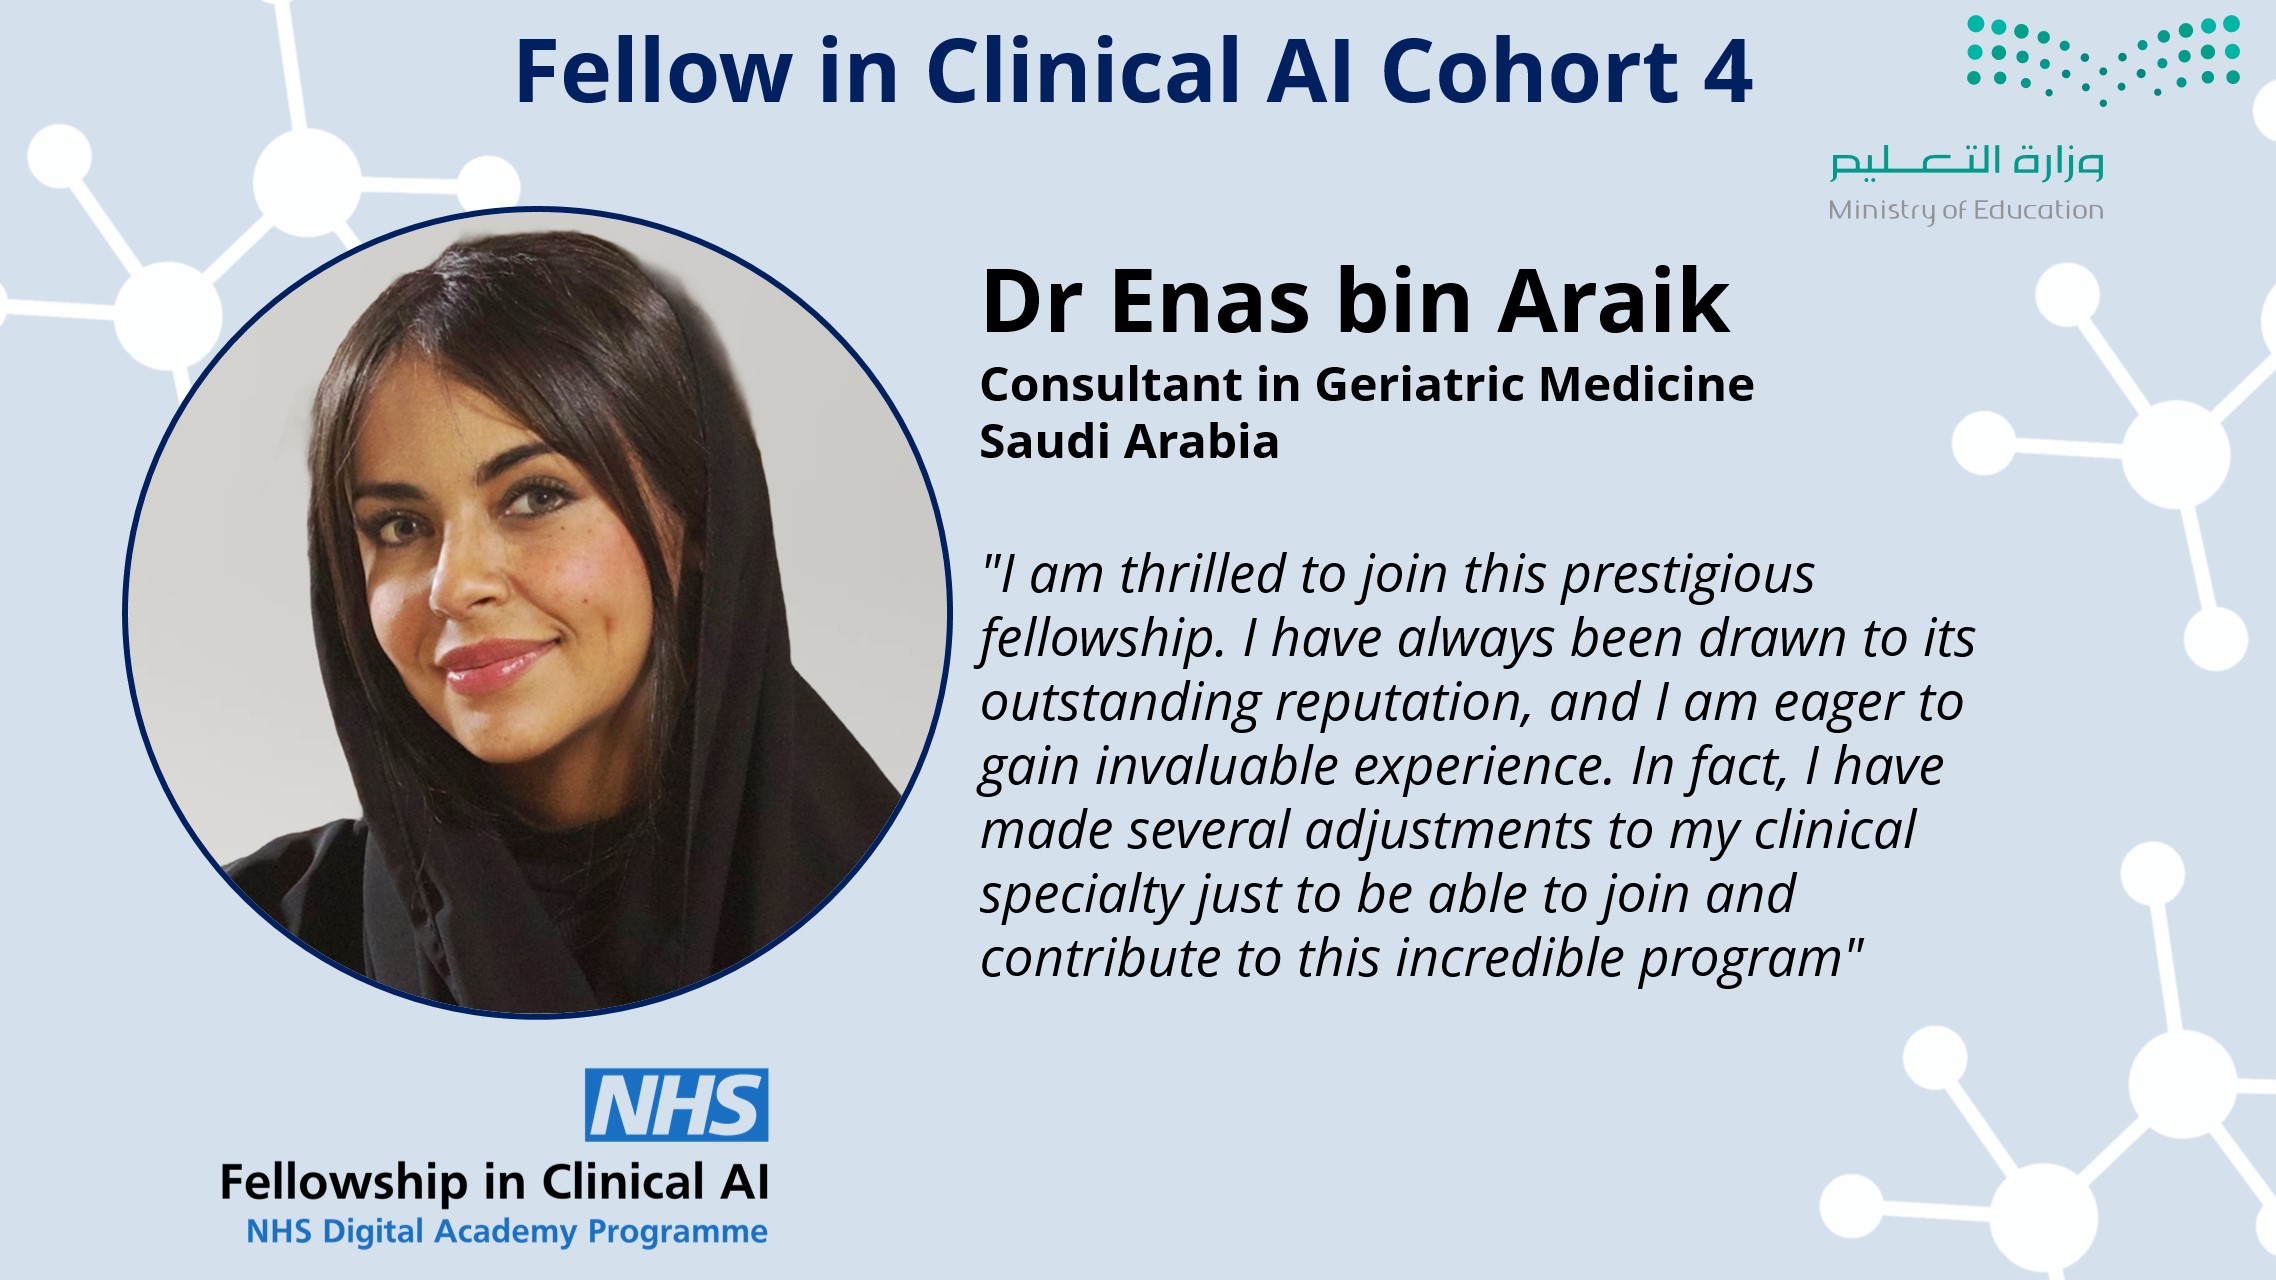 Fellow in Clinical AI Cohort 4
وزارة التعليم
Ministry of Education
Dr Enas bin Araik
Consultant in Geriatric Medicine
Saudi Arabia
"I am thrilled to join this prestigious
fellowship. I have always been drawn to its
outstanding reputation, and I am eager to
gain invaluable experience. In fact, I have
made several adjustments to my clinical
specialty just to be able to join and
contribute to this incredible program"
NHS
Fellowship in Clinical AI
NHS Digital Academy Programme